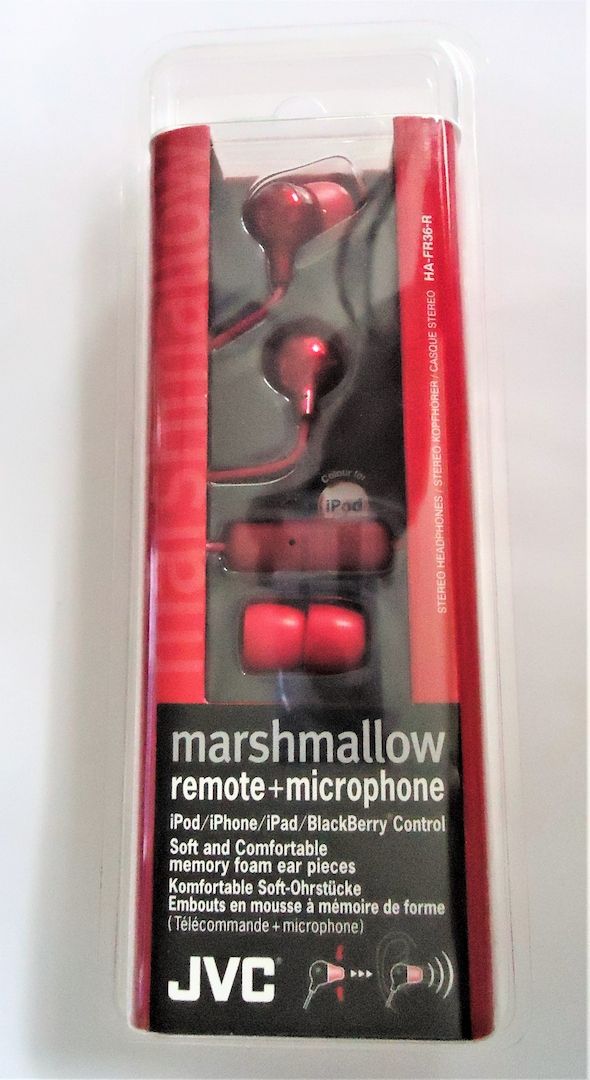 marshmallow
STEREO HEADPHONES / STEREO KOPFHÖRER / CASQUE STEREO HA-FR36-R
Colour for
iPod
marshmallow
remote+microphone
iPod/iPhone/iPad/BlackBerry® Control
Soft and Comfortable
memory foam ear pieces
Komfortable Soft-Ohrstücke
Embouts en mousse à mémoire de forme
(Télécommande + microphone)
JVC®